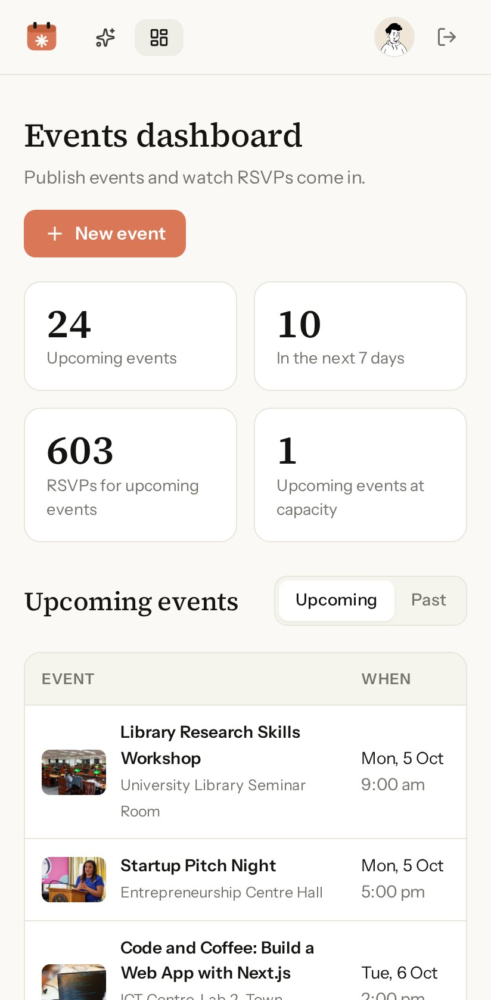 Events dashboard
Publish events and watch RSVPs come in.
New event
24
Upcoming events
10
In the next 7 days
603
RSVPs for upcoming
events
1
Upcoming events at
capacity
Upcoming events
Upcoming
Past
EVENT
WHEN
Library Research Skills
Workshop
University Library Seminar
Room
Mon, 5 Oct
9:00 am
Startup Pitch Night
Entrepreneurship Centre Hall
Mon, 5 Oct
5:00 pm
Code and Coffee: Build a
Web App with Next.js
ICT Centre, Lab 2, Town
Tue, 6 Oct
2:00 pm